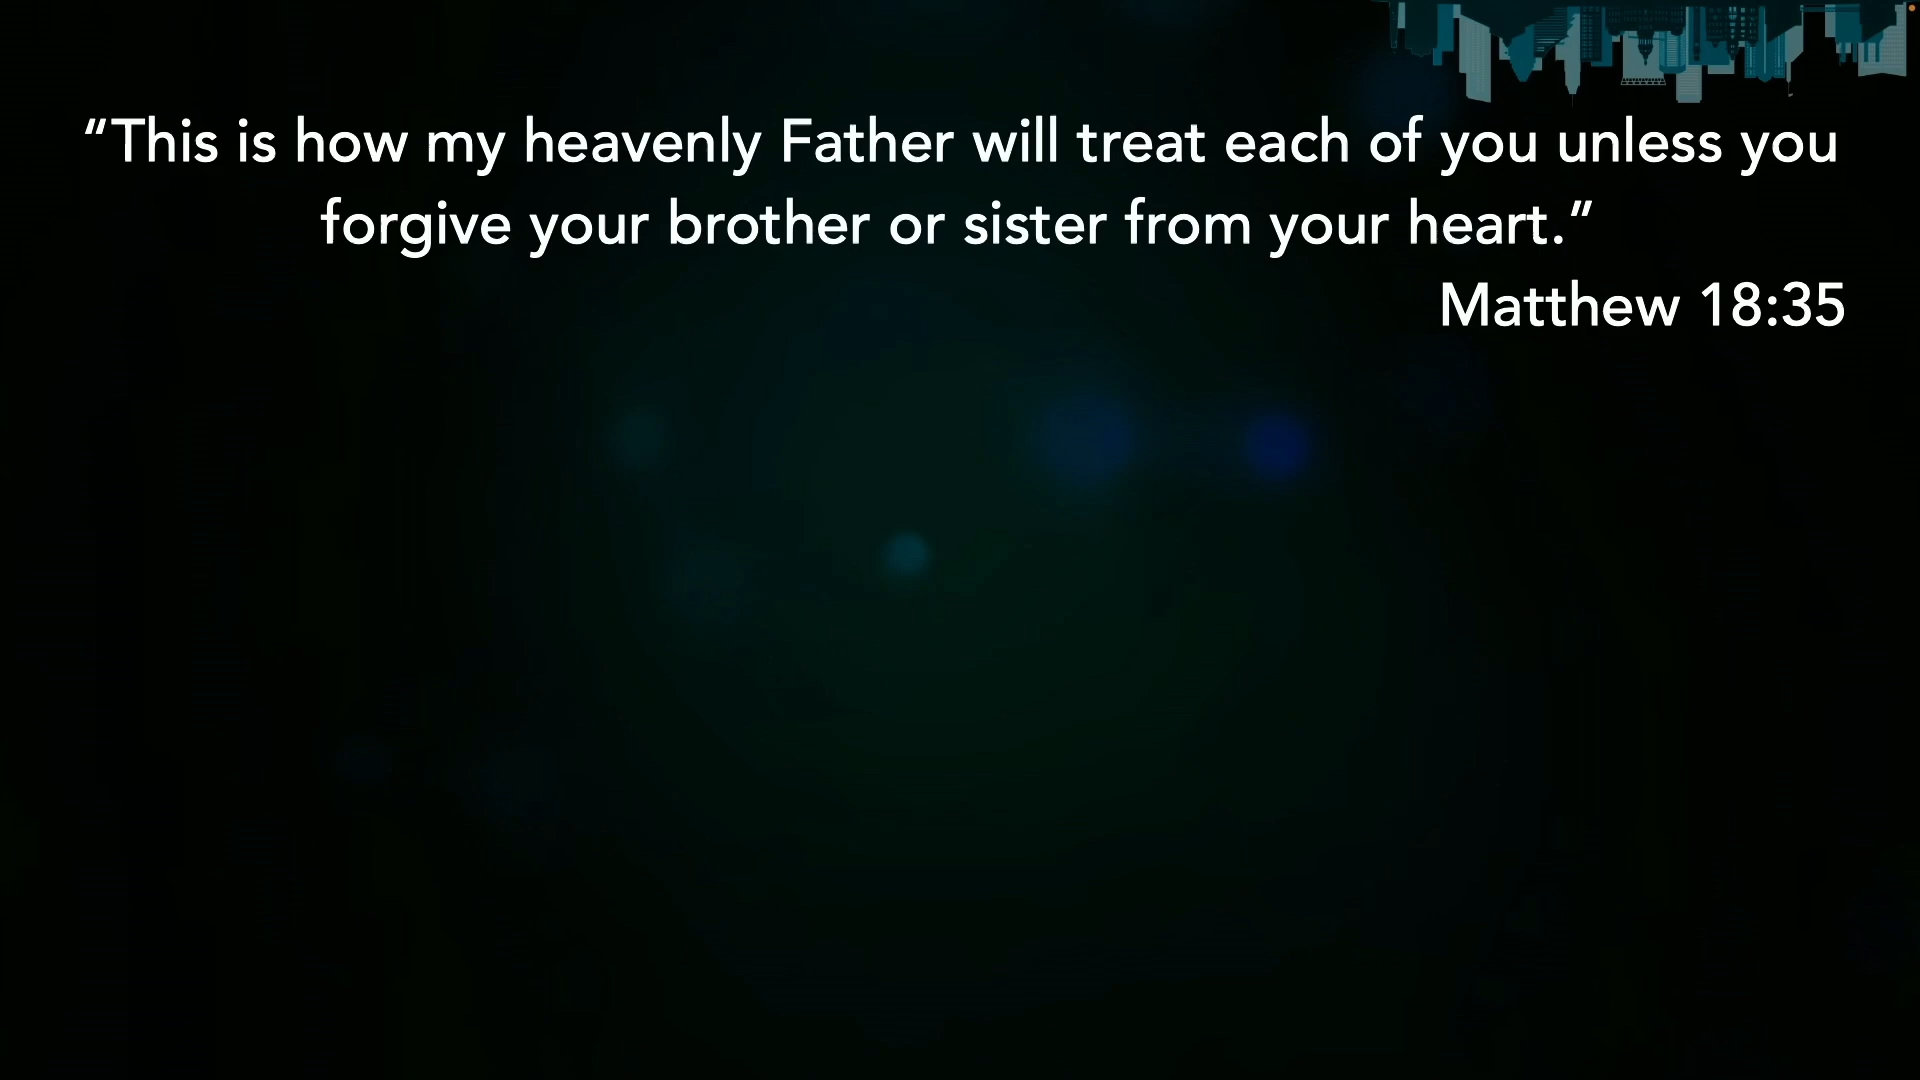 “This is how my heavenly Father will treat each of you unless you
forgive your brother or sister from your heart.”
Matthew 18:35